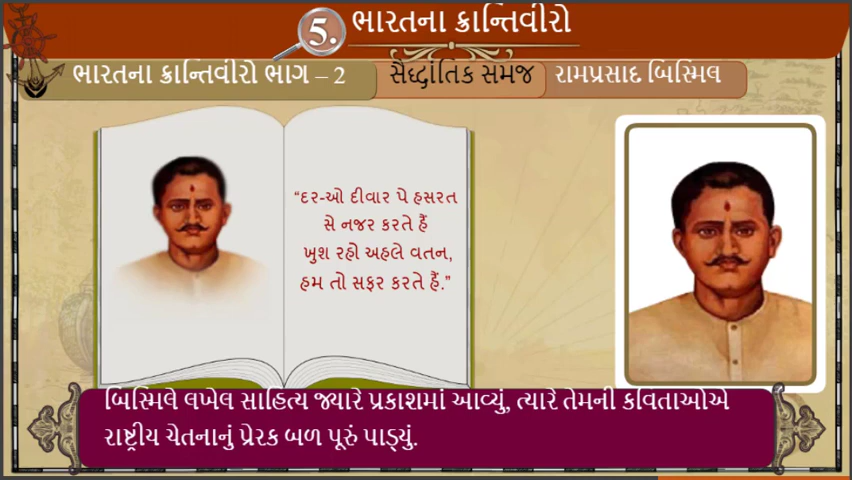 5. ભારતના ક્રાન્તિવીરો
ભારતના ક્રાન્તિવીરો ભાગ – 2
સૈદ્ધાંતિક સમજ
રામપ્રસાદ બિસ્મિલ
“દર-ઓ દીવાર પે હસરત
સે નજર કરતે હૈં
ખુશ રહો અહલે વતન,
હમ તો સફર કરતે હૈં.”
બિસ્મિલે લખેલ સાહિત્ય જ્યારે પ્રકાશમાં આવ્યું, ત્યારે તેમની કવિતાઓએ
રાષ્ટ્રીય ચેતનાનું પ્રેરક બળ પૂરું પાડ્યું.